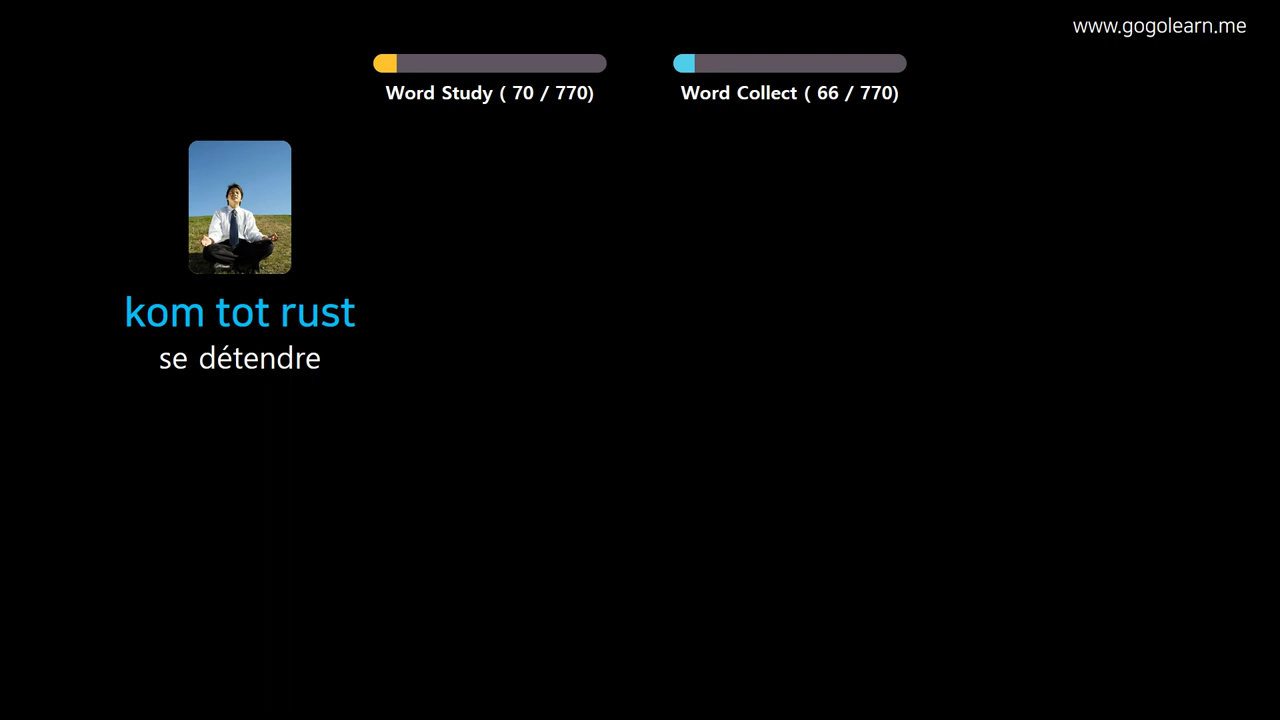 www.gogolearn.me
Word Study ( 70 / 770)
Word Collect ( 66 / 770)
kom tot rust
se détendre